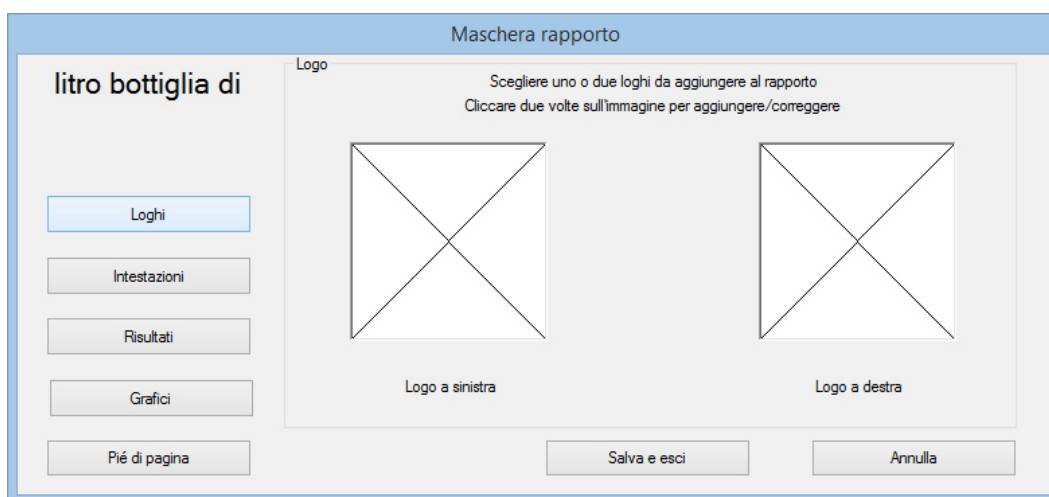 Maschera rapporto
litro bottiglia di
Loghi
Intestazioni
Risultati
Grafici
Pié di pagina
Logo
Scegliere uno o due loghi da aggiungere al rapporto
Cliccare due volte sull'immagine per aggiungere/correggere
Logo a sinistra
Logo a destra
Salva e esci
Annulla